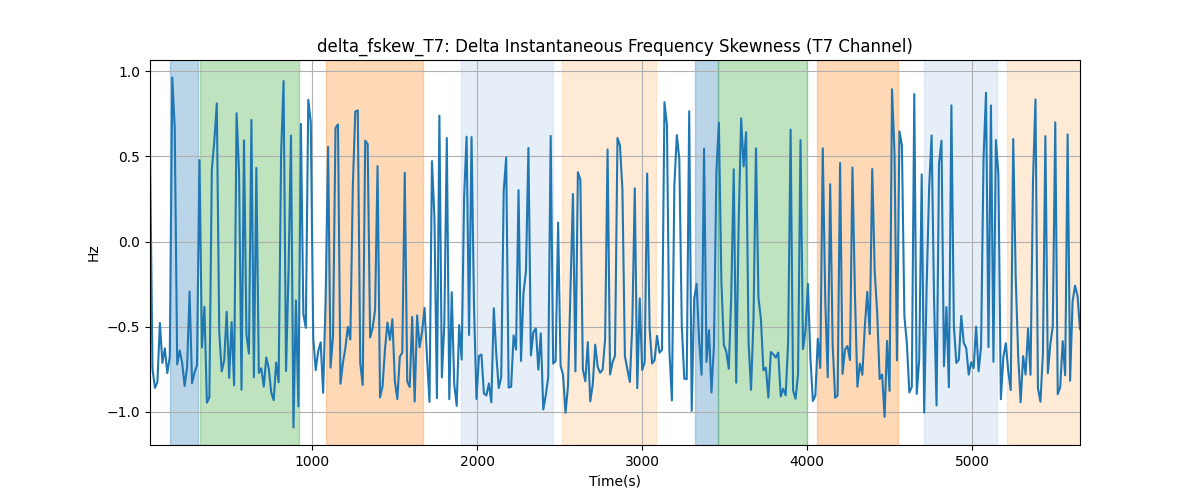 delta_fskew_T7: Delta Instantaneous Frequency Skewness (T7 Channel)
1.0
0.5
0.0
−0.5
−1.0
Hz
1000 2000 3000 4000 5000
Time(s)